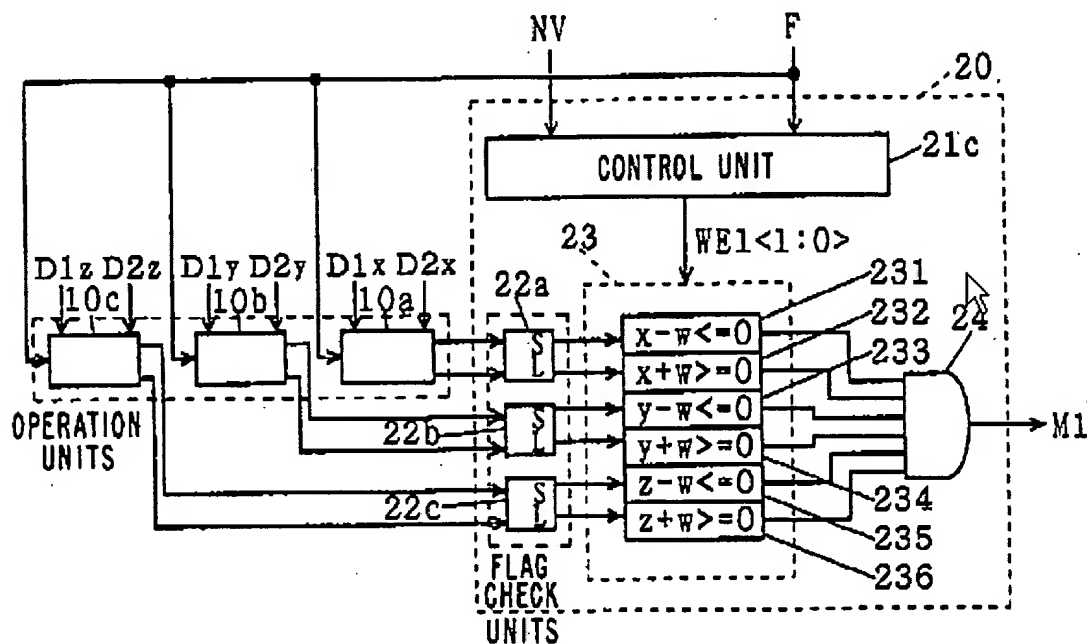 NV F
20
CONTROL UNIT
21c
23 WE1<1:0>
D1z D2z D1y D2y D1x D2x
10c 10b 10a
22a
231
232
24
233
S
L
x-w<=0
x+w>=0
OPERATION
UNITS
22b
S
L
y-w<=0
y+w>=0
M1
22c
S
L
z-w<=0
z+w>=0
234
235
236
FLAG
CHECK
UNITS